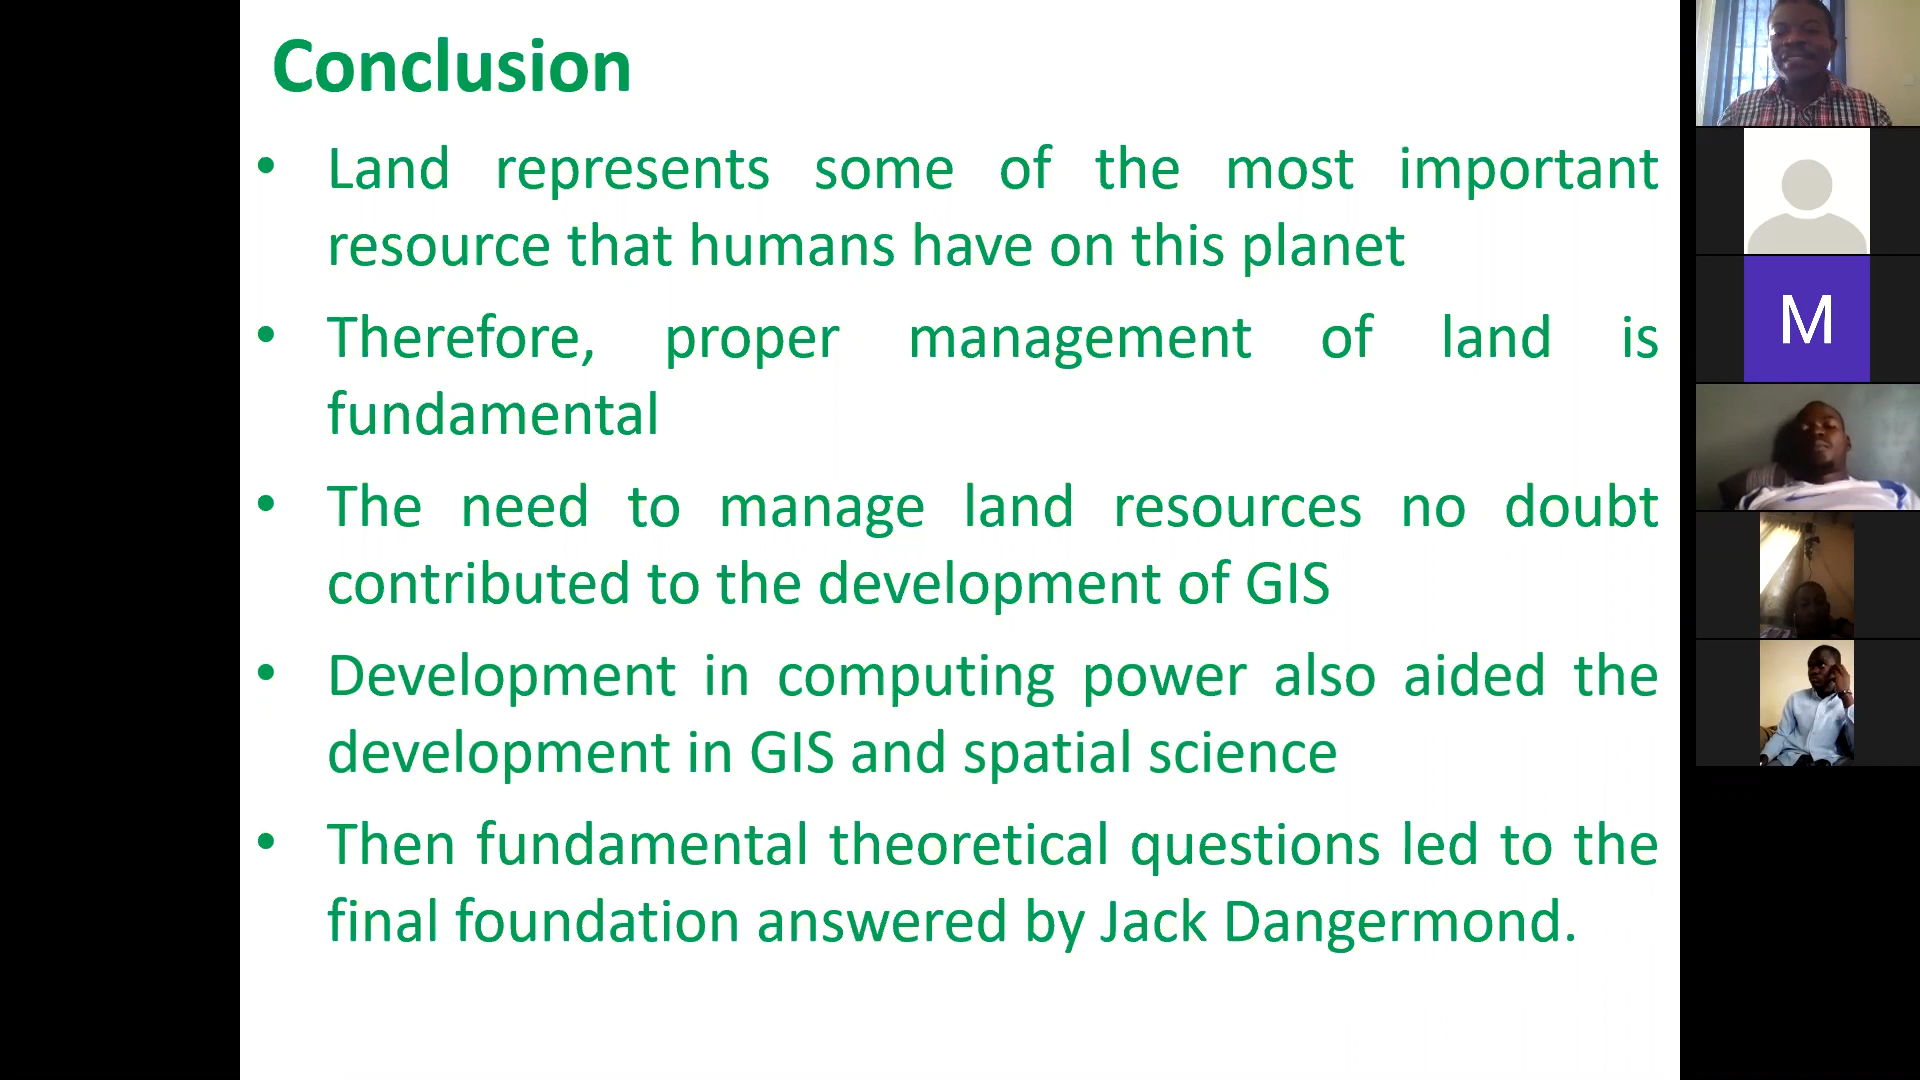 Conclusion
• Land represents some of the most important
resource that humans have on this planet
• Therefore, proper management of land is
fundamental
• The need to manage land resources no doubt
contributed to the development of GIS
• Development in computing power also aided the
development in GIS and spatial science
• Then fundamental theoretical questions led to the
final foundation answered by Jack Dangermond.
M